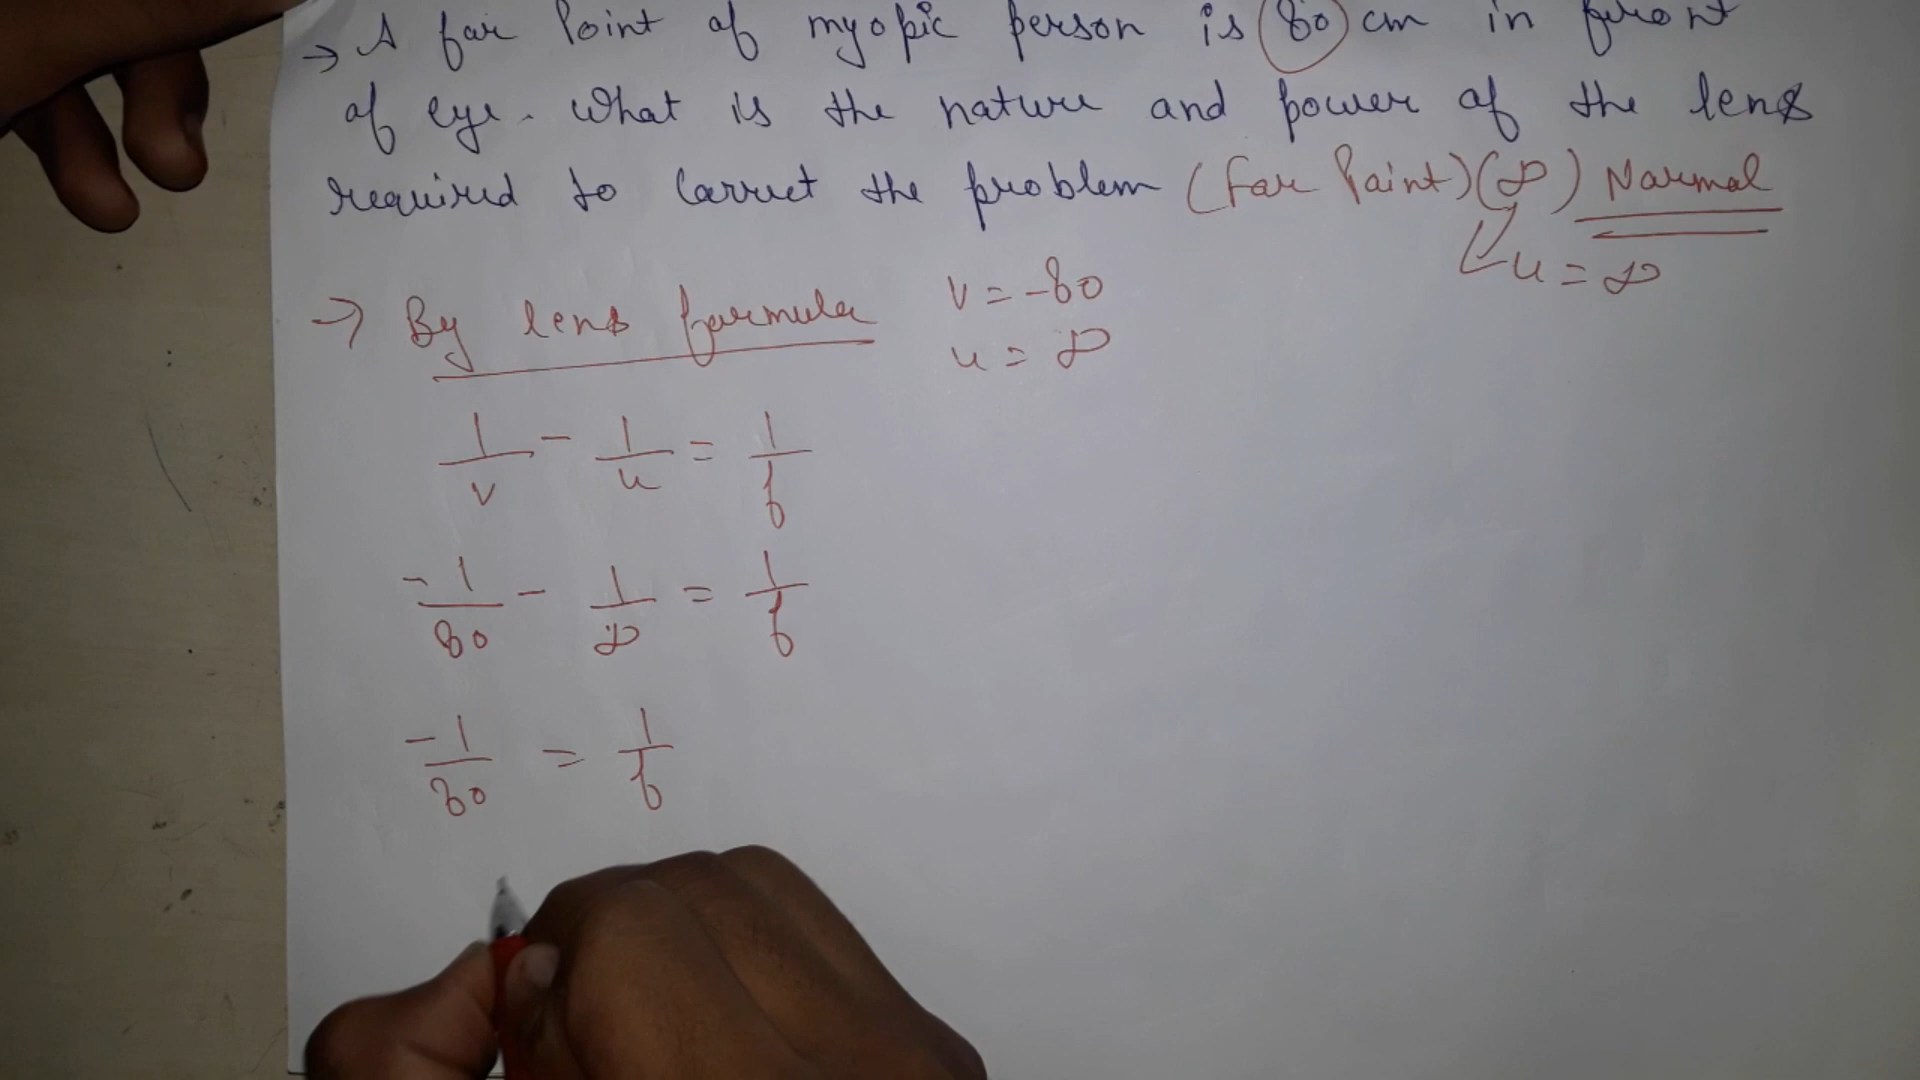 → A far Point of myopic person is 80 cm in front
of eye. What is the nature and power of the lens
required to Correct the problem (Far Point) (∞) Normal
u = ∞
→ By lens formula v = -80
u = ∞
1/v - 1/u = 1/f
-1/80 - 1/∞ = 1/f
-1/80 = 1/f